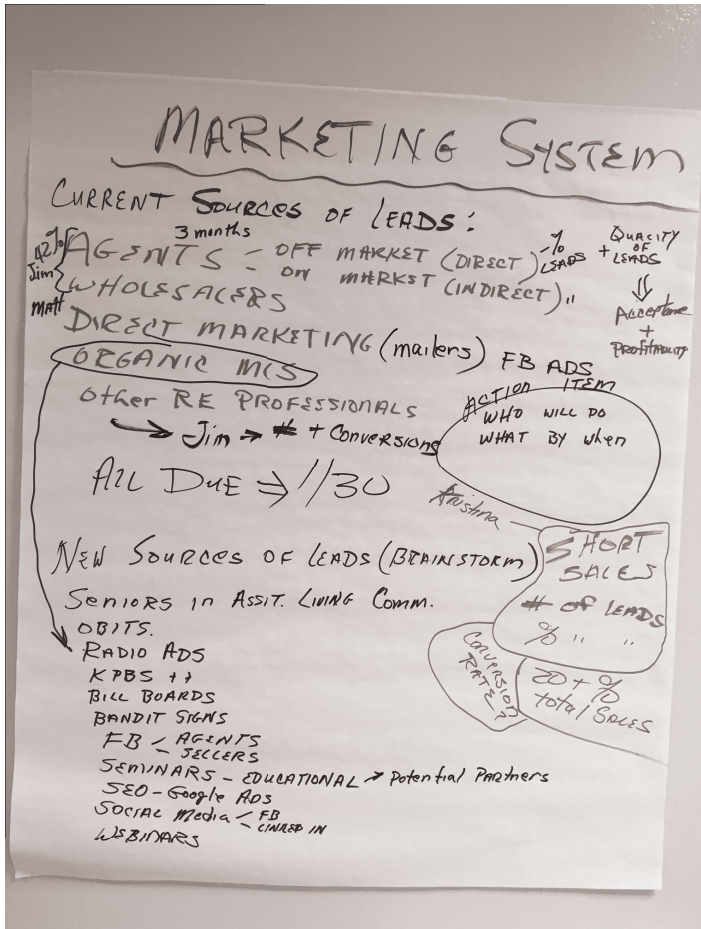 MARKETING SYSTEM
CURRENT SOURCES OF LEADS:
3 months
42% AGENTS - OFF MARKET (DIRECT) - % LEADS + QUALITY OF LEADS
ON MARKET (INDIRECT) "
Jim
MATT
WHOLESALERS
⇓
Acceptance
+
PROFITABILITY
DIRECT MARKETING (mailers) FB ADS
ORGANIC MLS
Other RE PROFESSIONALS
→ Jim → # + Conversions
ACTION ITEM
WHO WILL DO
WHAT BY when
ALL DUE ⇒ 1/30
Kristina
SHORT
SALES
# of LEADS
% " "
CONVERSION
RATE?
20+ %
total SALES
NEW SOURCES OF LEADS (BRAINSTORM)
Seniors in ASSIT. LIVING COMM.
OBITS.
RADIO ADS
KPBS ++
BILL BOARDS
BANDIT SIGNS
FB - AGENTS
- SELLERS
SEMINARS - EDUCATIONAL → Potential Partners
SEO - Google ADS
SOCIAL Media - FB
- LINKED IN
WEBINARS